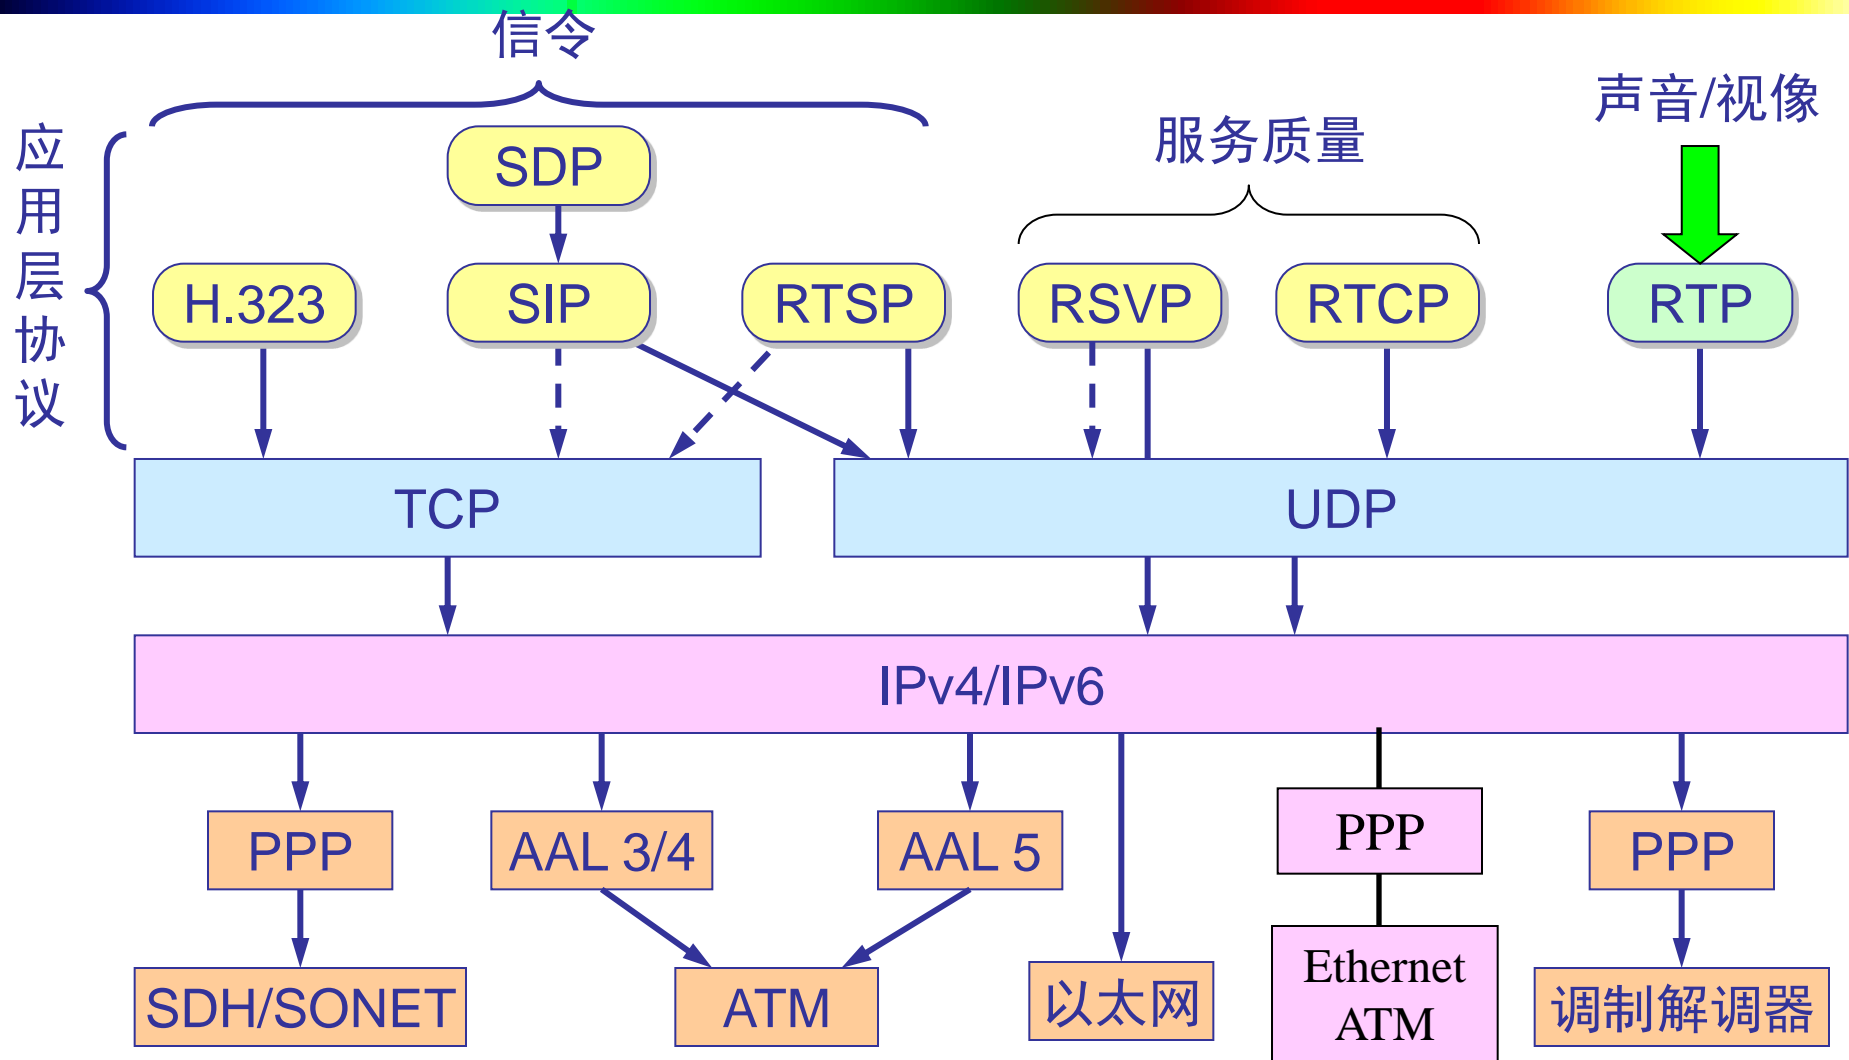 信令
声音/视像
服务质量
应用层协议
SDP
H.323
SIP
RTSP
RSVP
RTCP
RTP
TCP
UDP
IPv4/IPv6
PPP
AAL 3/4
AAL 5
PPP
PPP
SDH/SONET
ATM
以太网
Ethernet
ATM
调制解调器